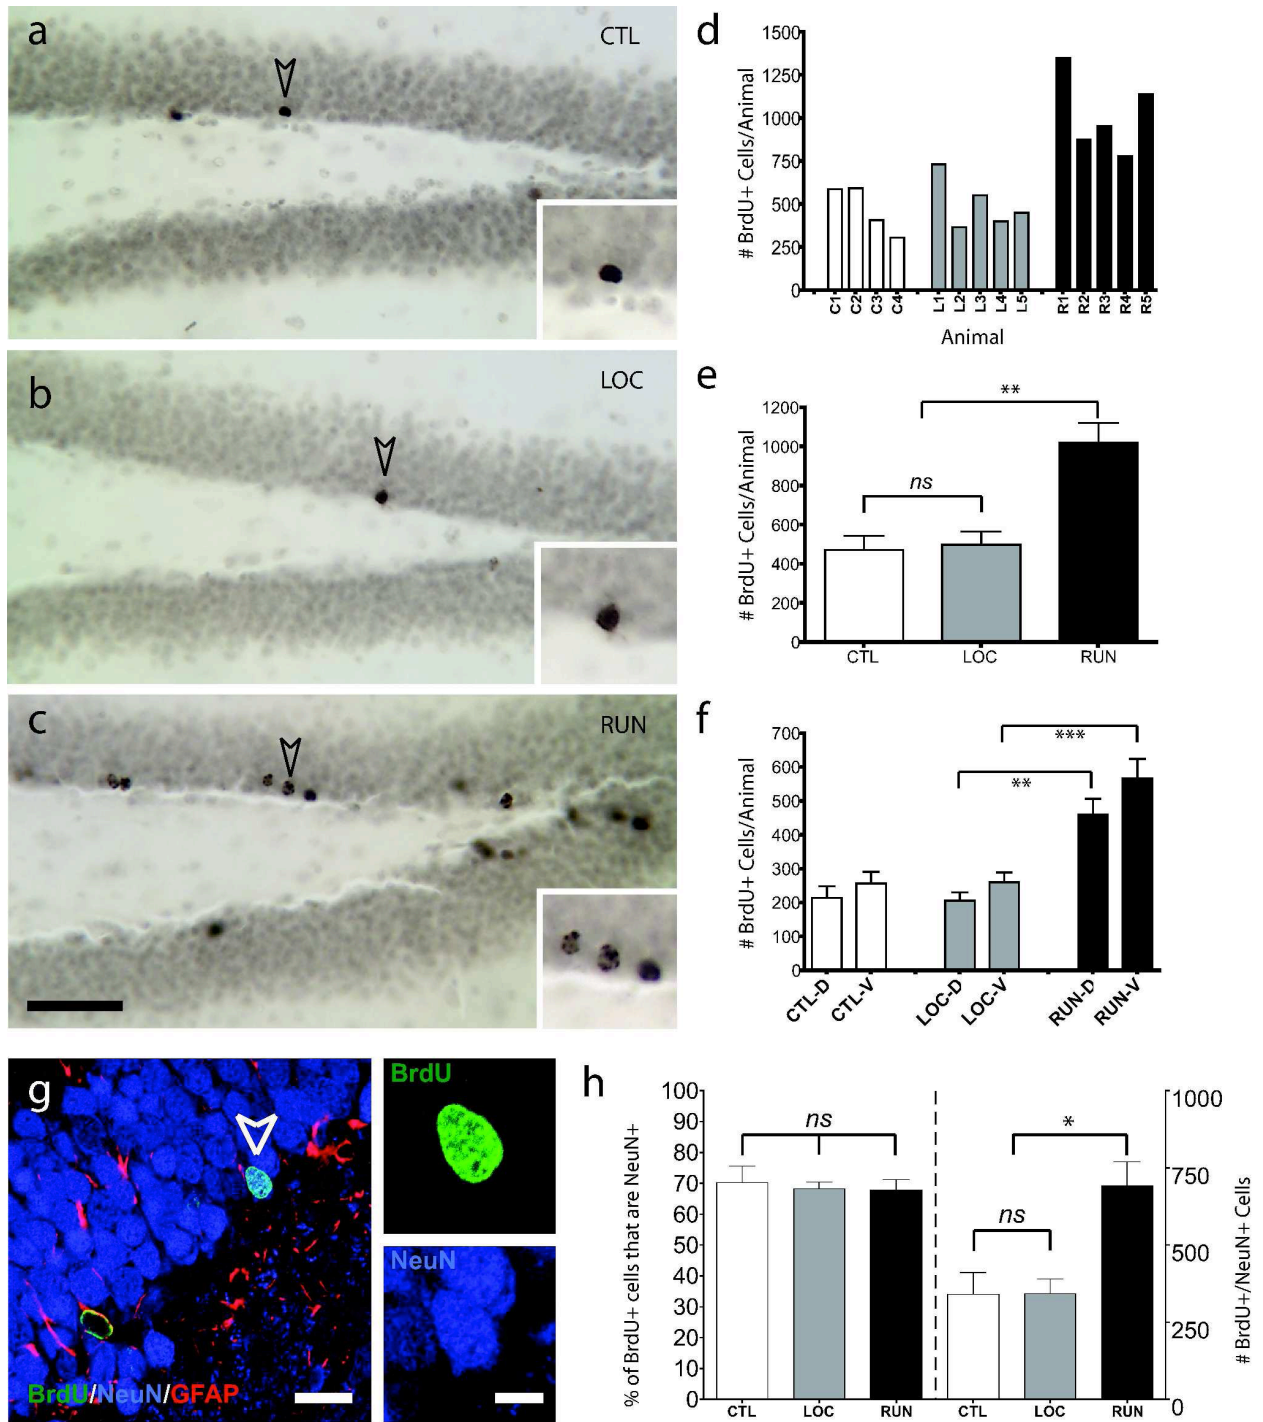 a
CTL
b
LOC
c
RUN
d
# BrdU+ Cells/Animal
1500
1250
1000
750
500
250
0
C1 C2 C3 C4 L1 L2 L3 L4 L5 R1 R2 R3 R4 R5
Animal
e
# BrdU+ Cells/Animal
1200
1000
800
600
400
200
0
ns
**
CTL LOC RUN
f
# BrdU+ Cells/Animal
700
600
500
400
300
200
100
0
**
***
CTL-D CTL-V LOC-D LOC-V RUN-D RUN-V
g
BrdU/NeuN/GFAP
BrdU
NeuN
h
% of BrdU+ cells that are NeuN+
100
90
80
70
60
50
40
30
20
10
0
ns
ns
*
CTL LOC RUN CTL LOC RUN
1000
750
500
250
0
# BrdU+/NeuN+ Cells